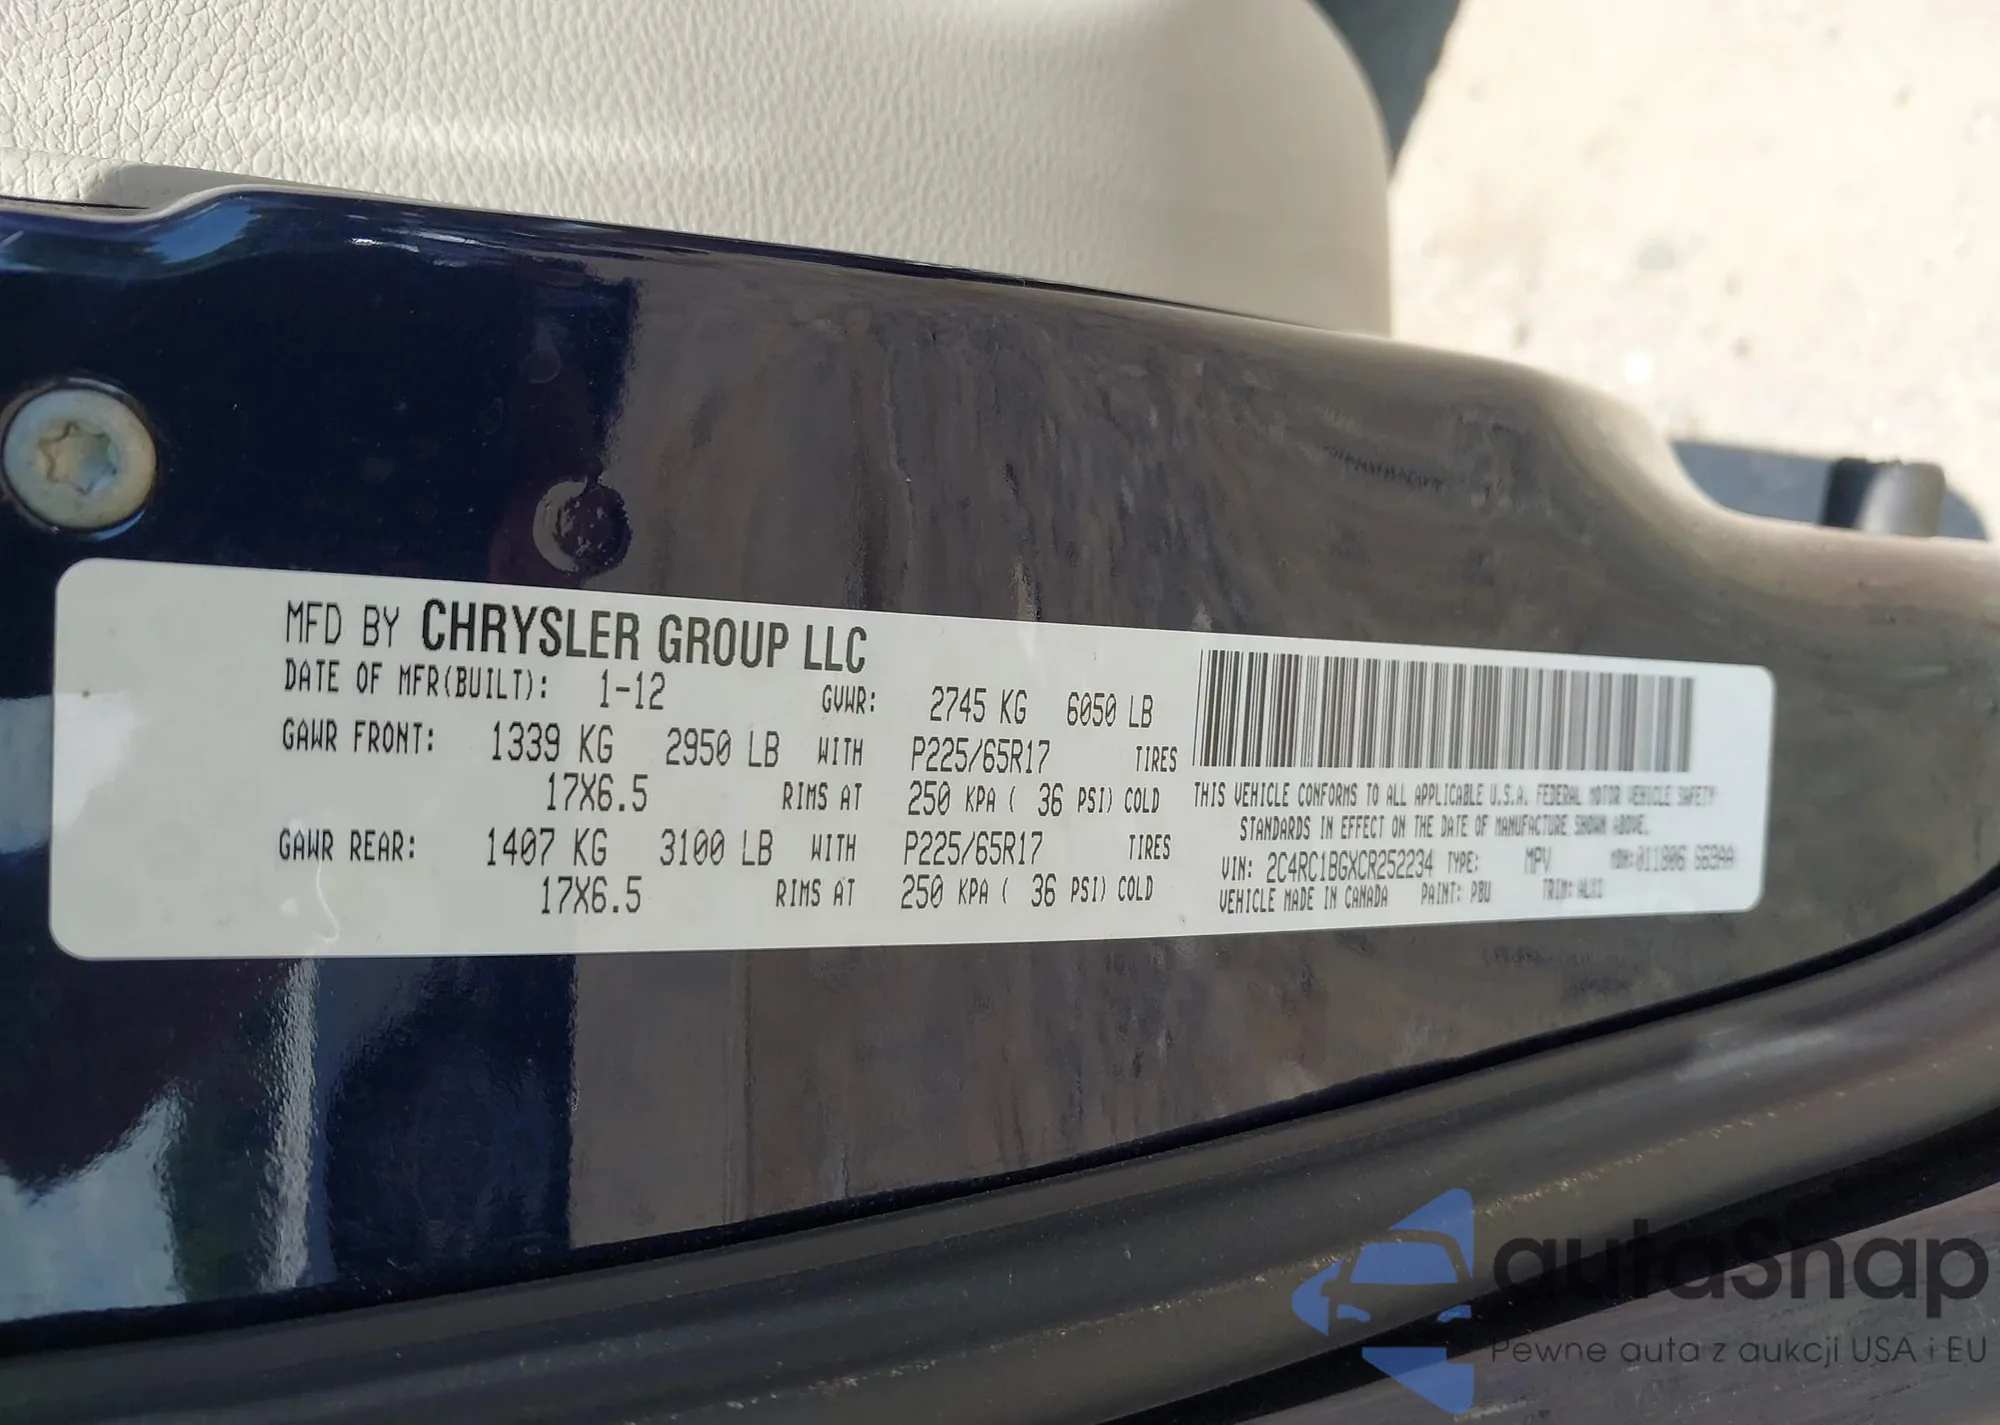 MFD BY CHRYSLER GROUP LLC
DATE OF MFR(BUILT): 1-12 GVWR: 2745 KG 6050 LB
GAWR FRONT: 1339 KG 2950 LB WITH P225/65R17 TIRES
17X6.5 RIMS AT 250 KPA ( 36 PSI) COLD
GAWR REAR: 1407 KG 3100 LB WITH P225/65R17 TIRES
17X6.5 RIMS AT 250 KPA ( 36 PSI) COLD
THIS VEHICLE CONFORMS TO ALL APPLICABLE U.S.A. FEDERAL MOTOR VEHICLE SAFETY
STANDARDS IN EFFECT ON THE DATE OF MANUFACTURE SHOWN ABOVE.
VIN: 2C4RC1BGXCR252234 TYPE: MPV MDH:011806
VEHICLE MADE IN CANADA PAINT: PBU TRIM:
autaSnap
Pewne auta z aukcji USA i EU